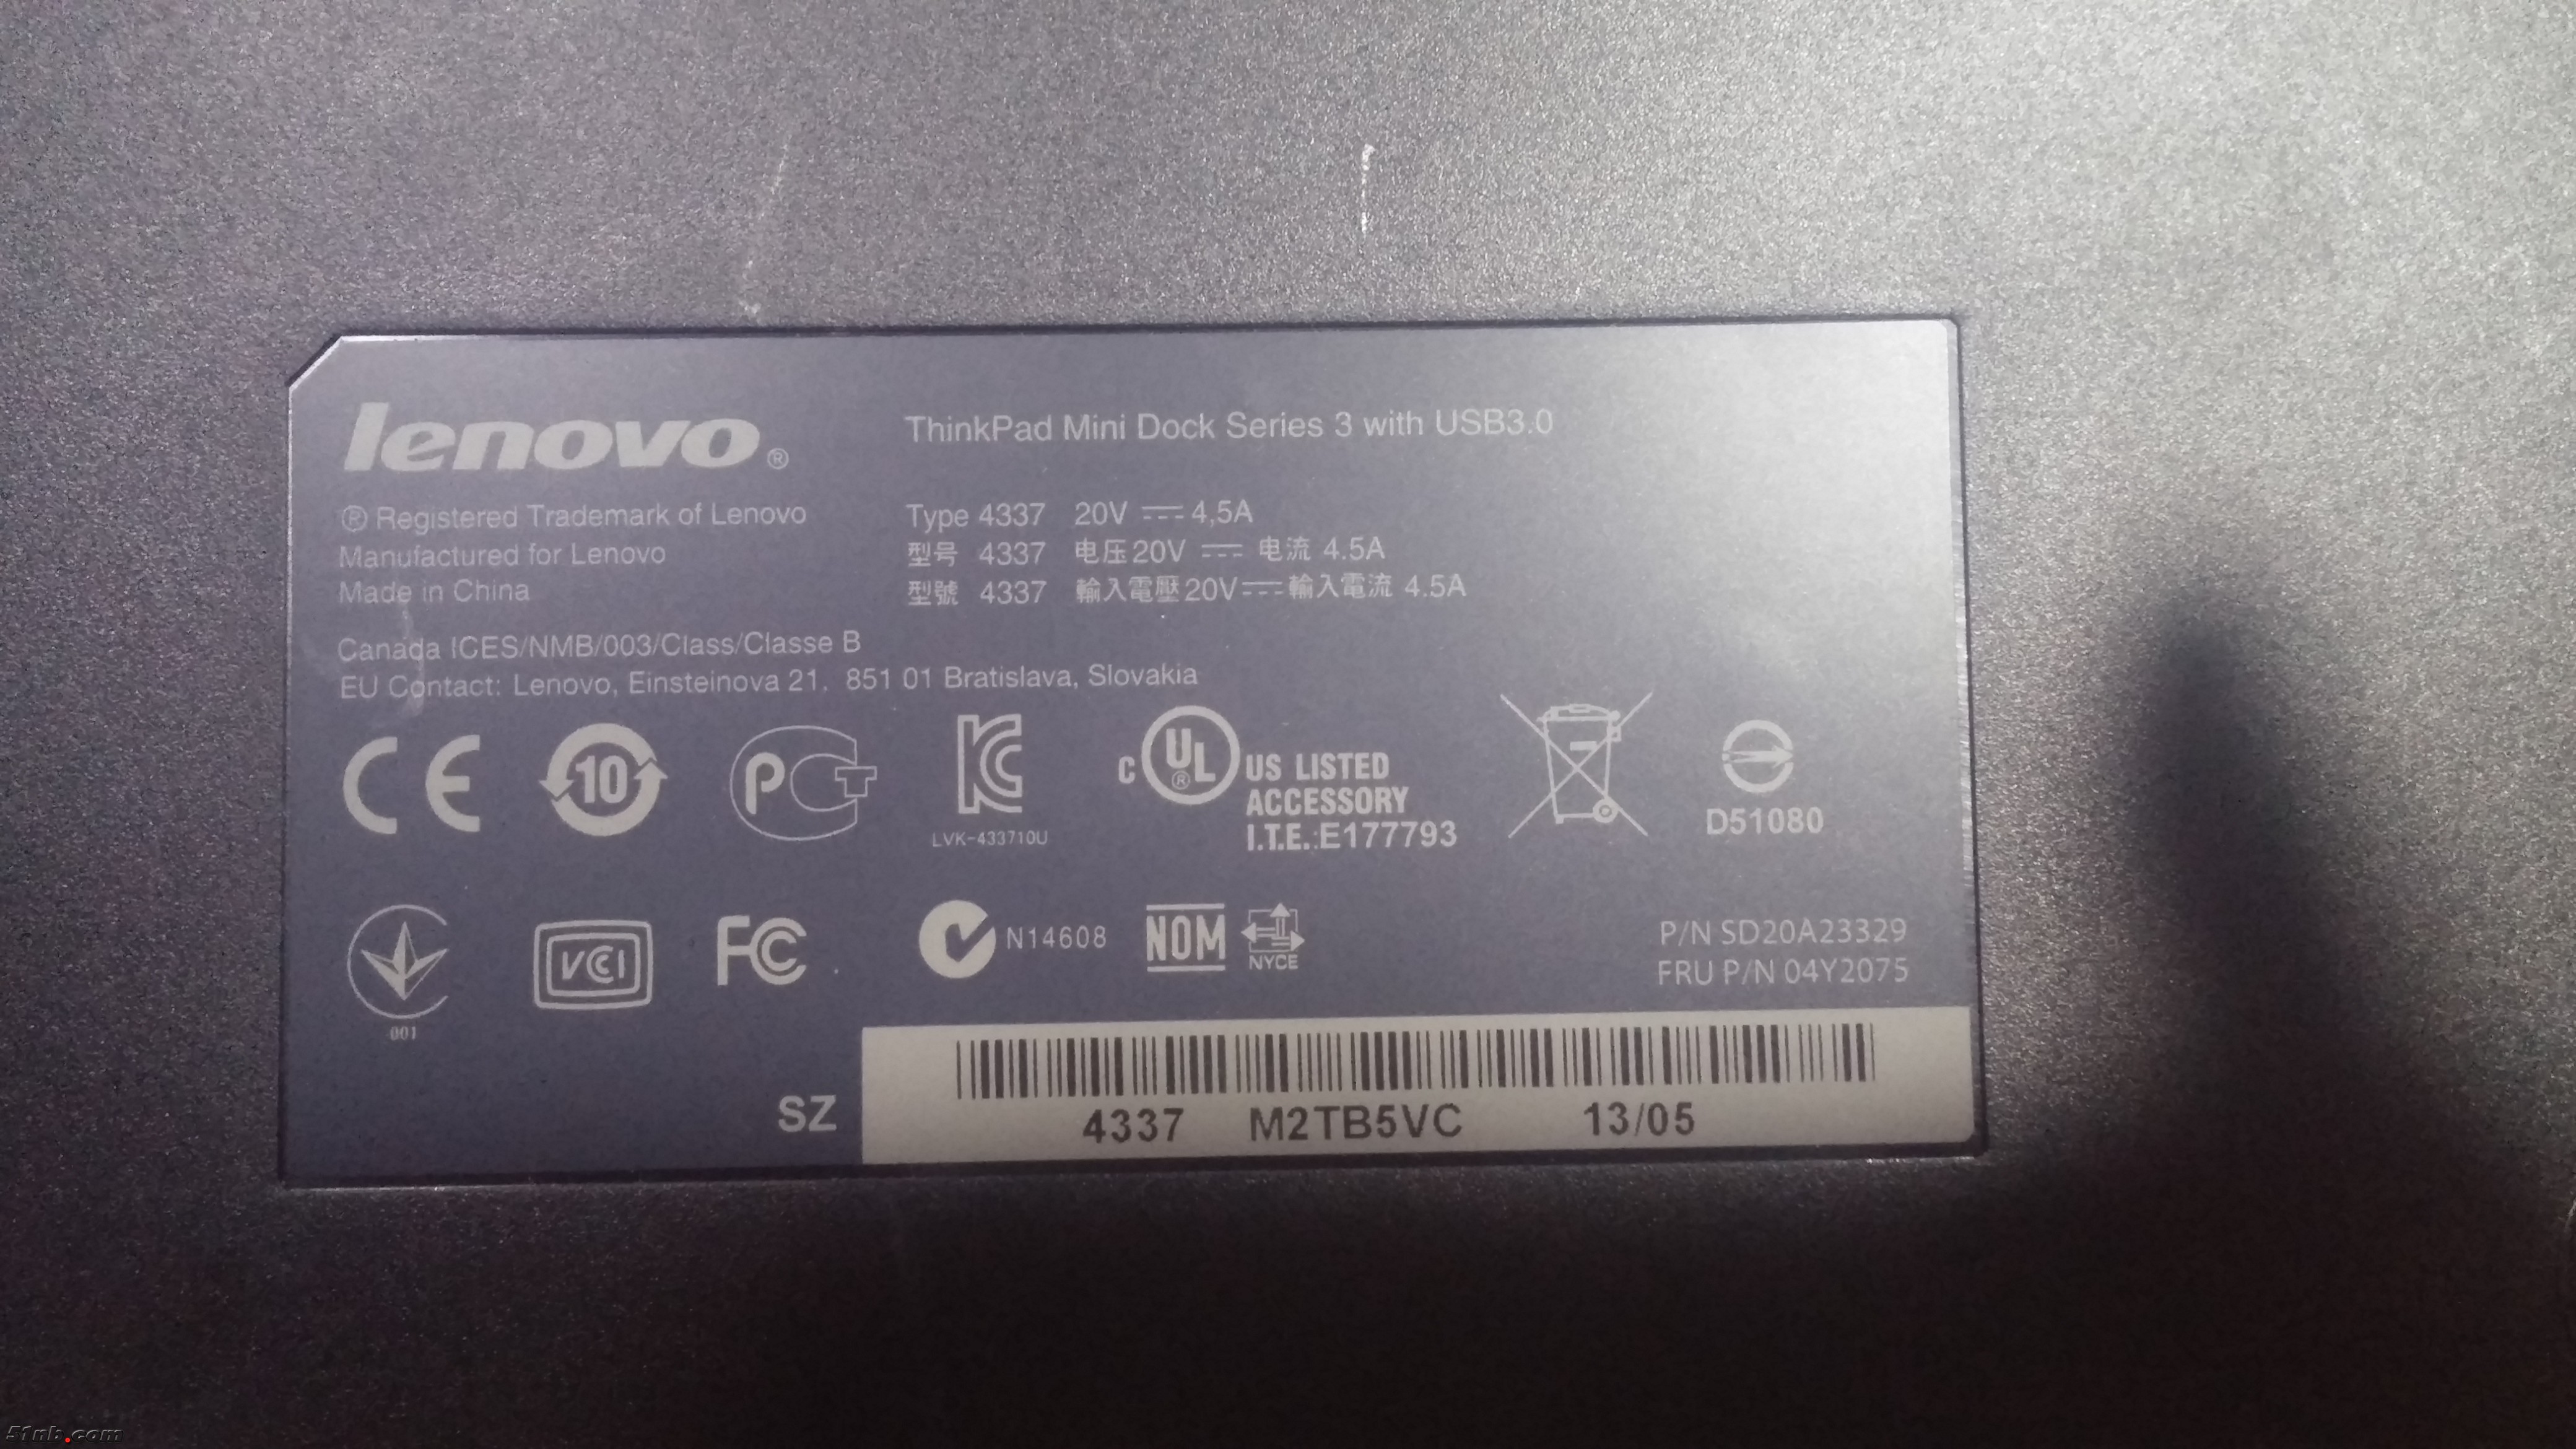 lenovo®
ThinkPad Mini Dock Series 3 with USB3.0
® Registered Trademark of Lenovo
Manufactured for Lenovo
Made in China
Type 4337 20V ⎓ 4,5A
型号 4337 电压20V ⎓ 电流 4.5A
型號 4337 輸入電壓20V⎓輸入電流 4.5A
Canada ICES/NMB/003/Class/Classe B
EU Contact: Lenovo, Einsteinova 21, 851 01 Bratislava, Slovakia
CE
10
PCT
KC
LVK-433710U
C UL® US LISTED
ACCESSORY
I.T.E.:E177793
D51080
001
VCI
FC
N14608
NOM
NYCE
P/N SD20A23329
FRU P/N 04Y2075
SZ
4337 M2TB5VC 13/05
51nb.com